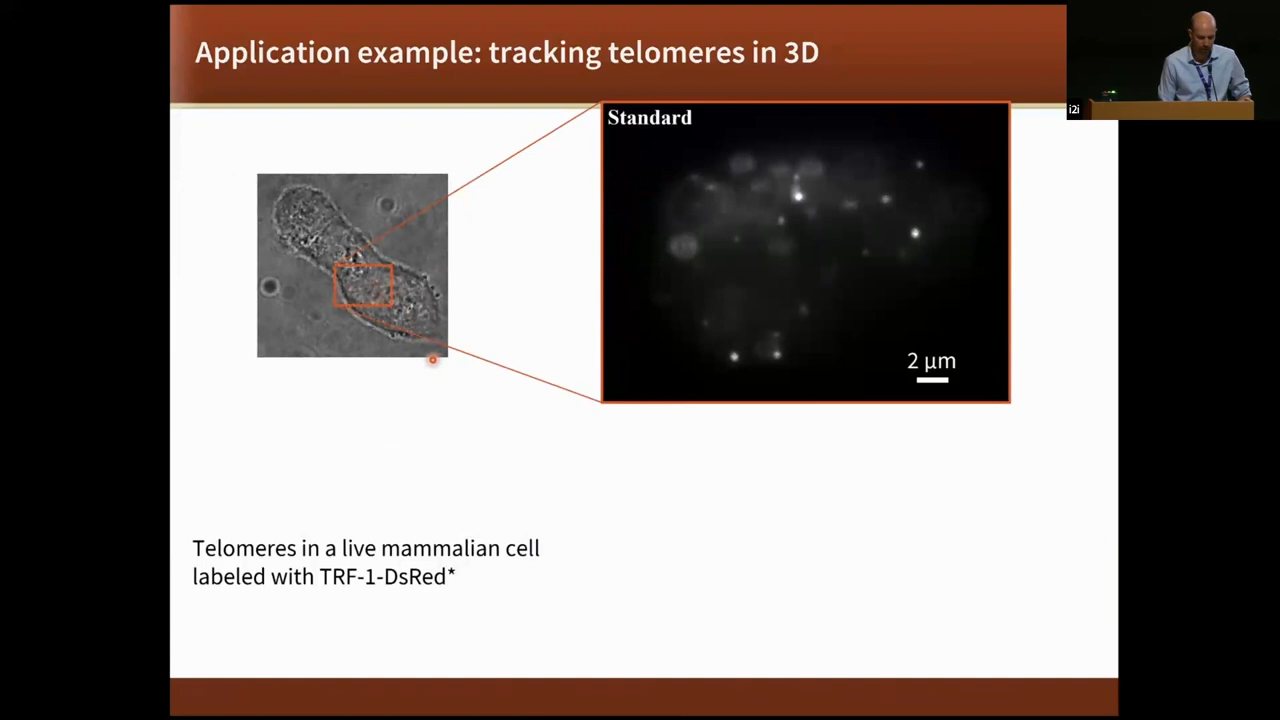 Application example: tracking telomeres in 3D
Standard
2 µm
Telomeres in a live mammalian cell
labeled with TRF-1-DsRed*
i2i